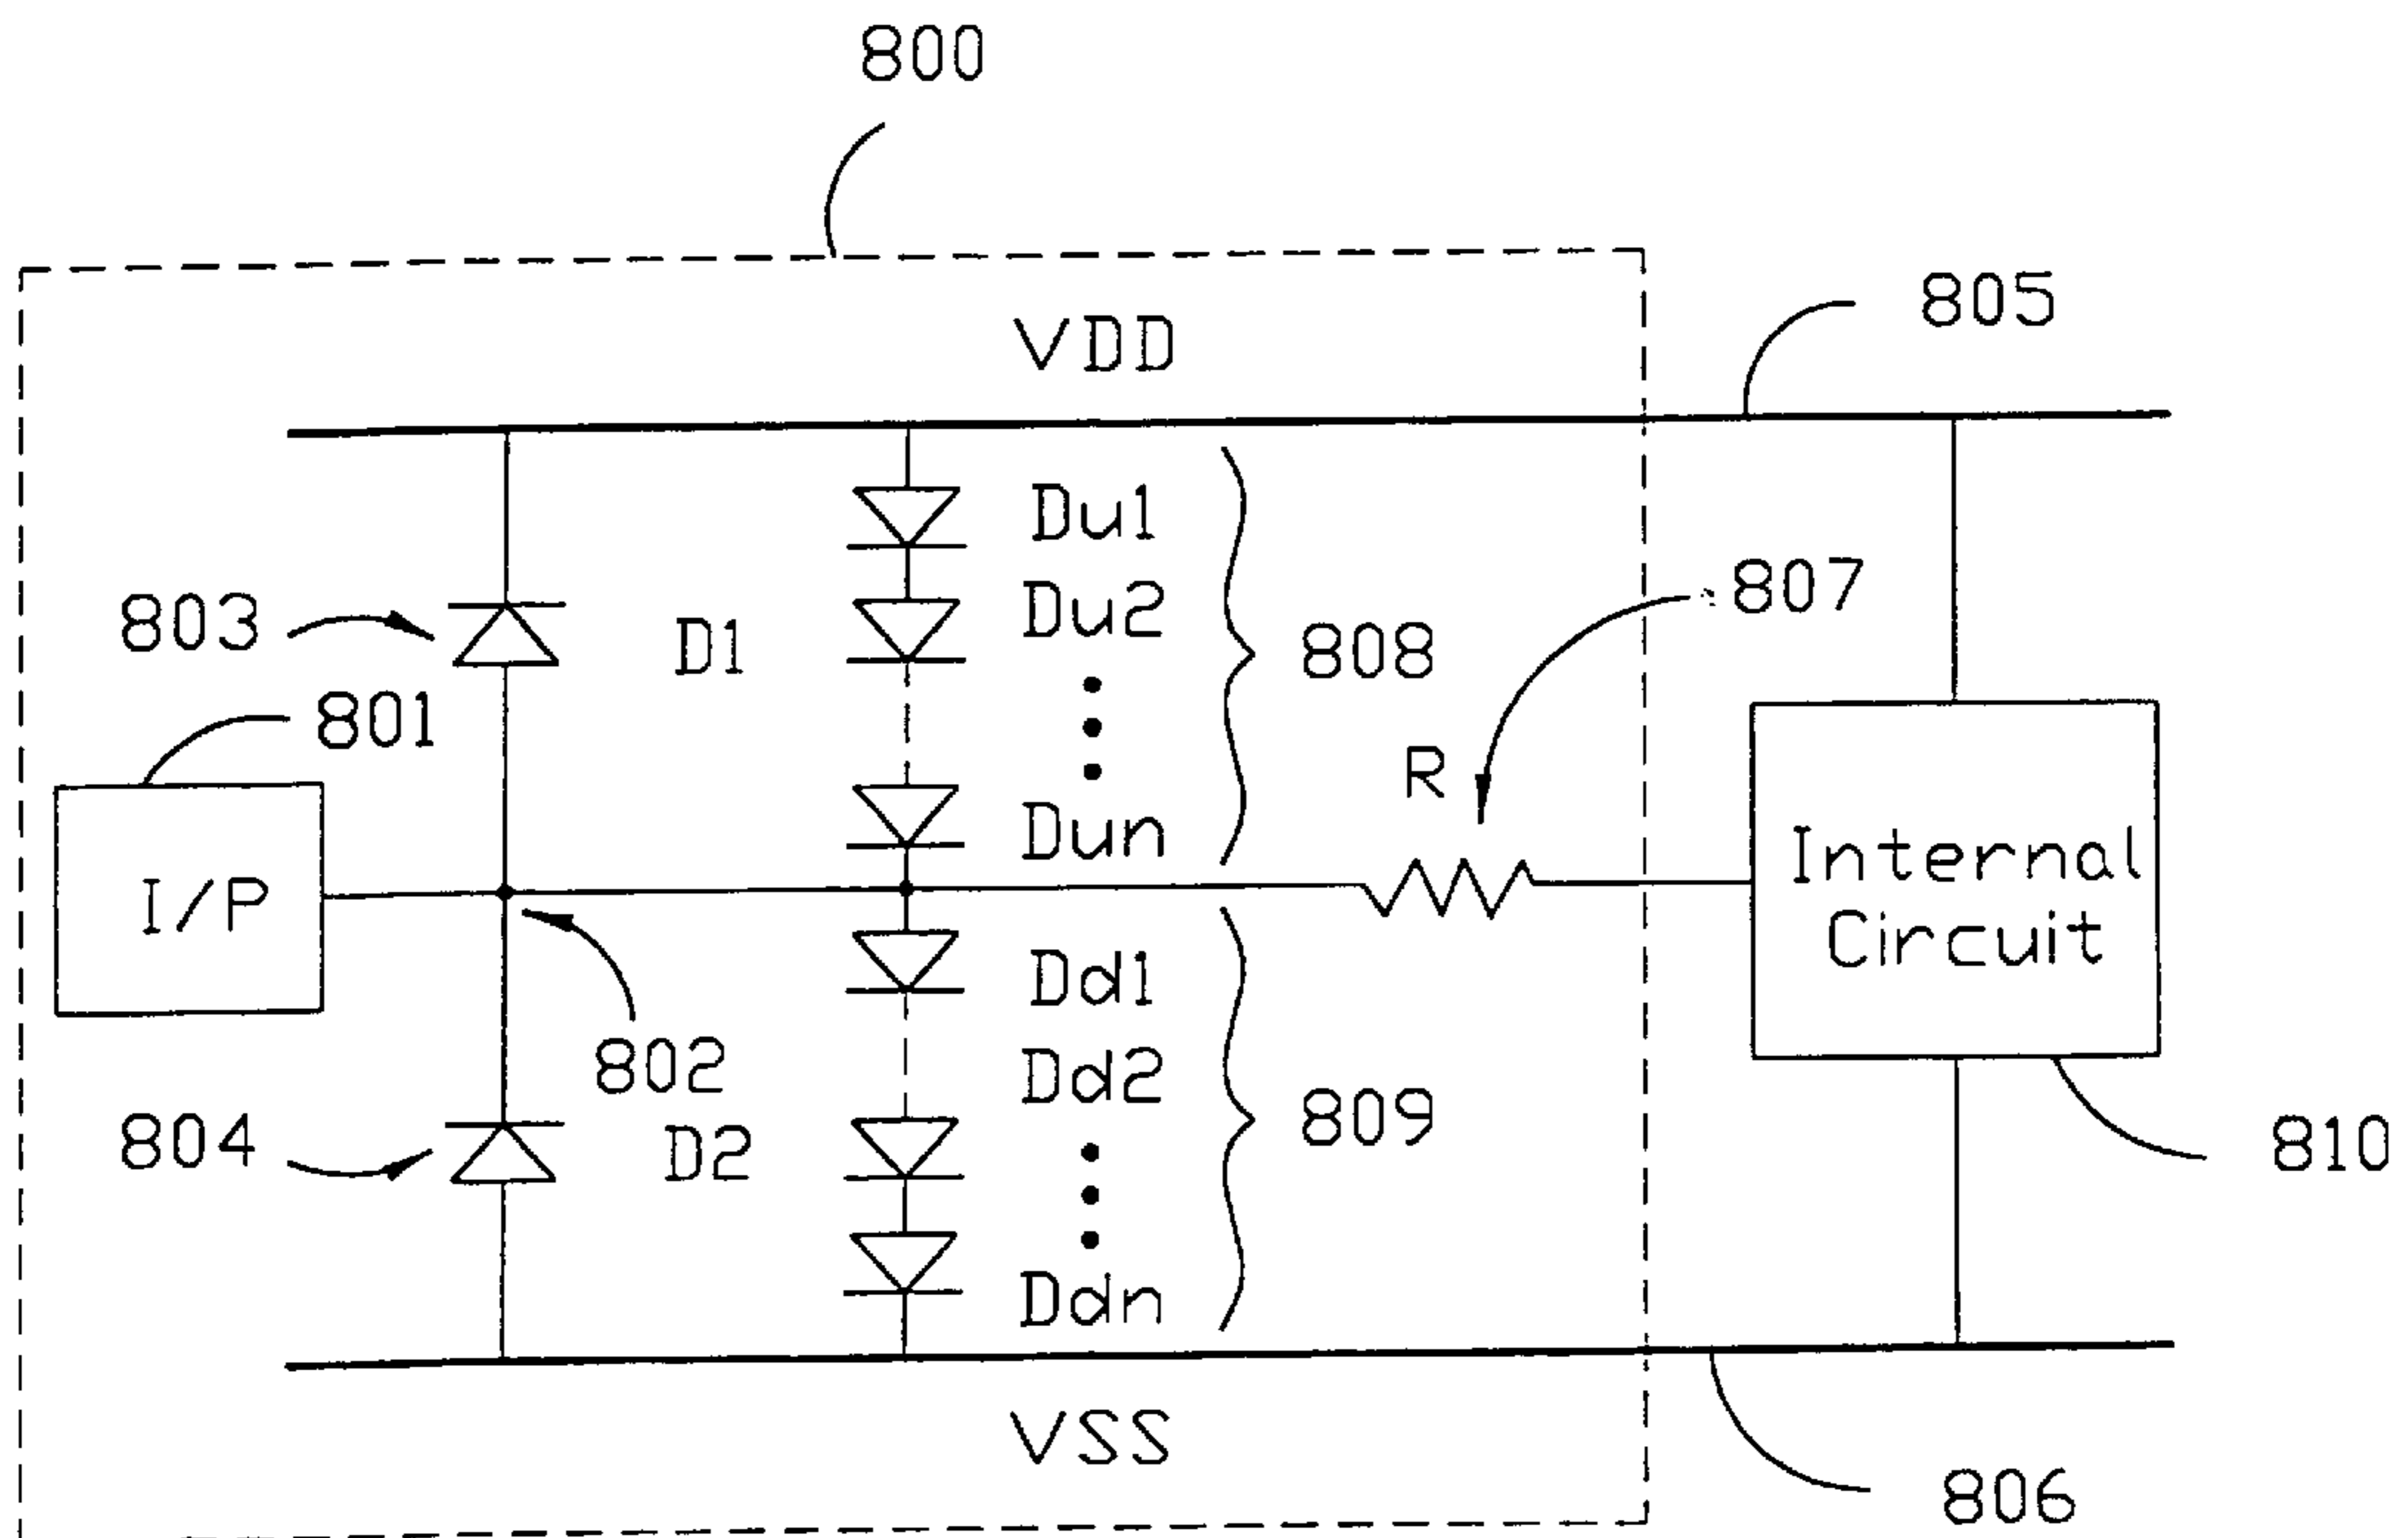 800
VDD
805
Du1
Du2
807
803
D1
808
801
R
Dun
I/P
Internal
Circuit
Dd1
802
Dd2
809
804
D2
810
Ddn
VSS
806